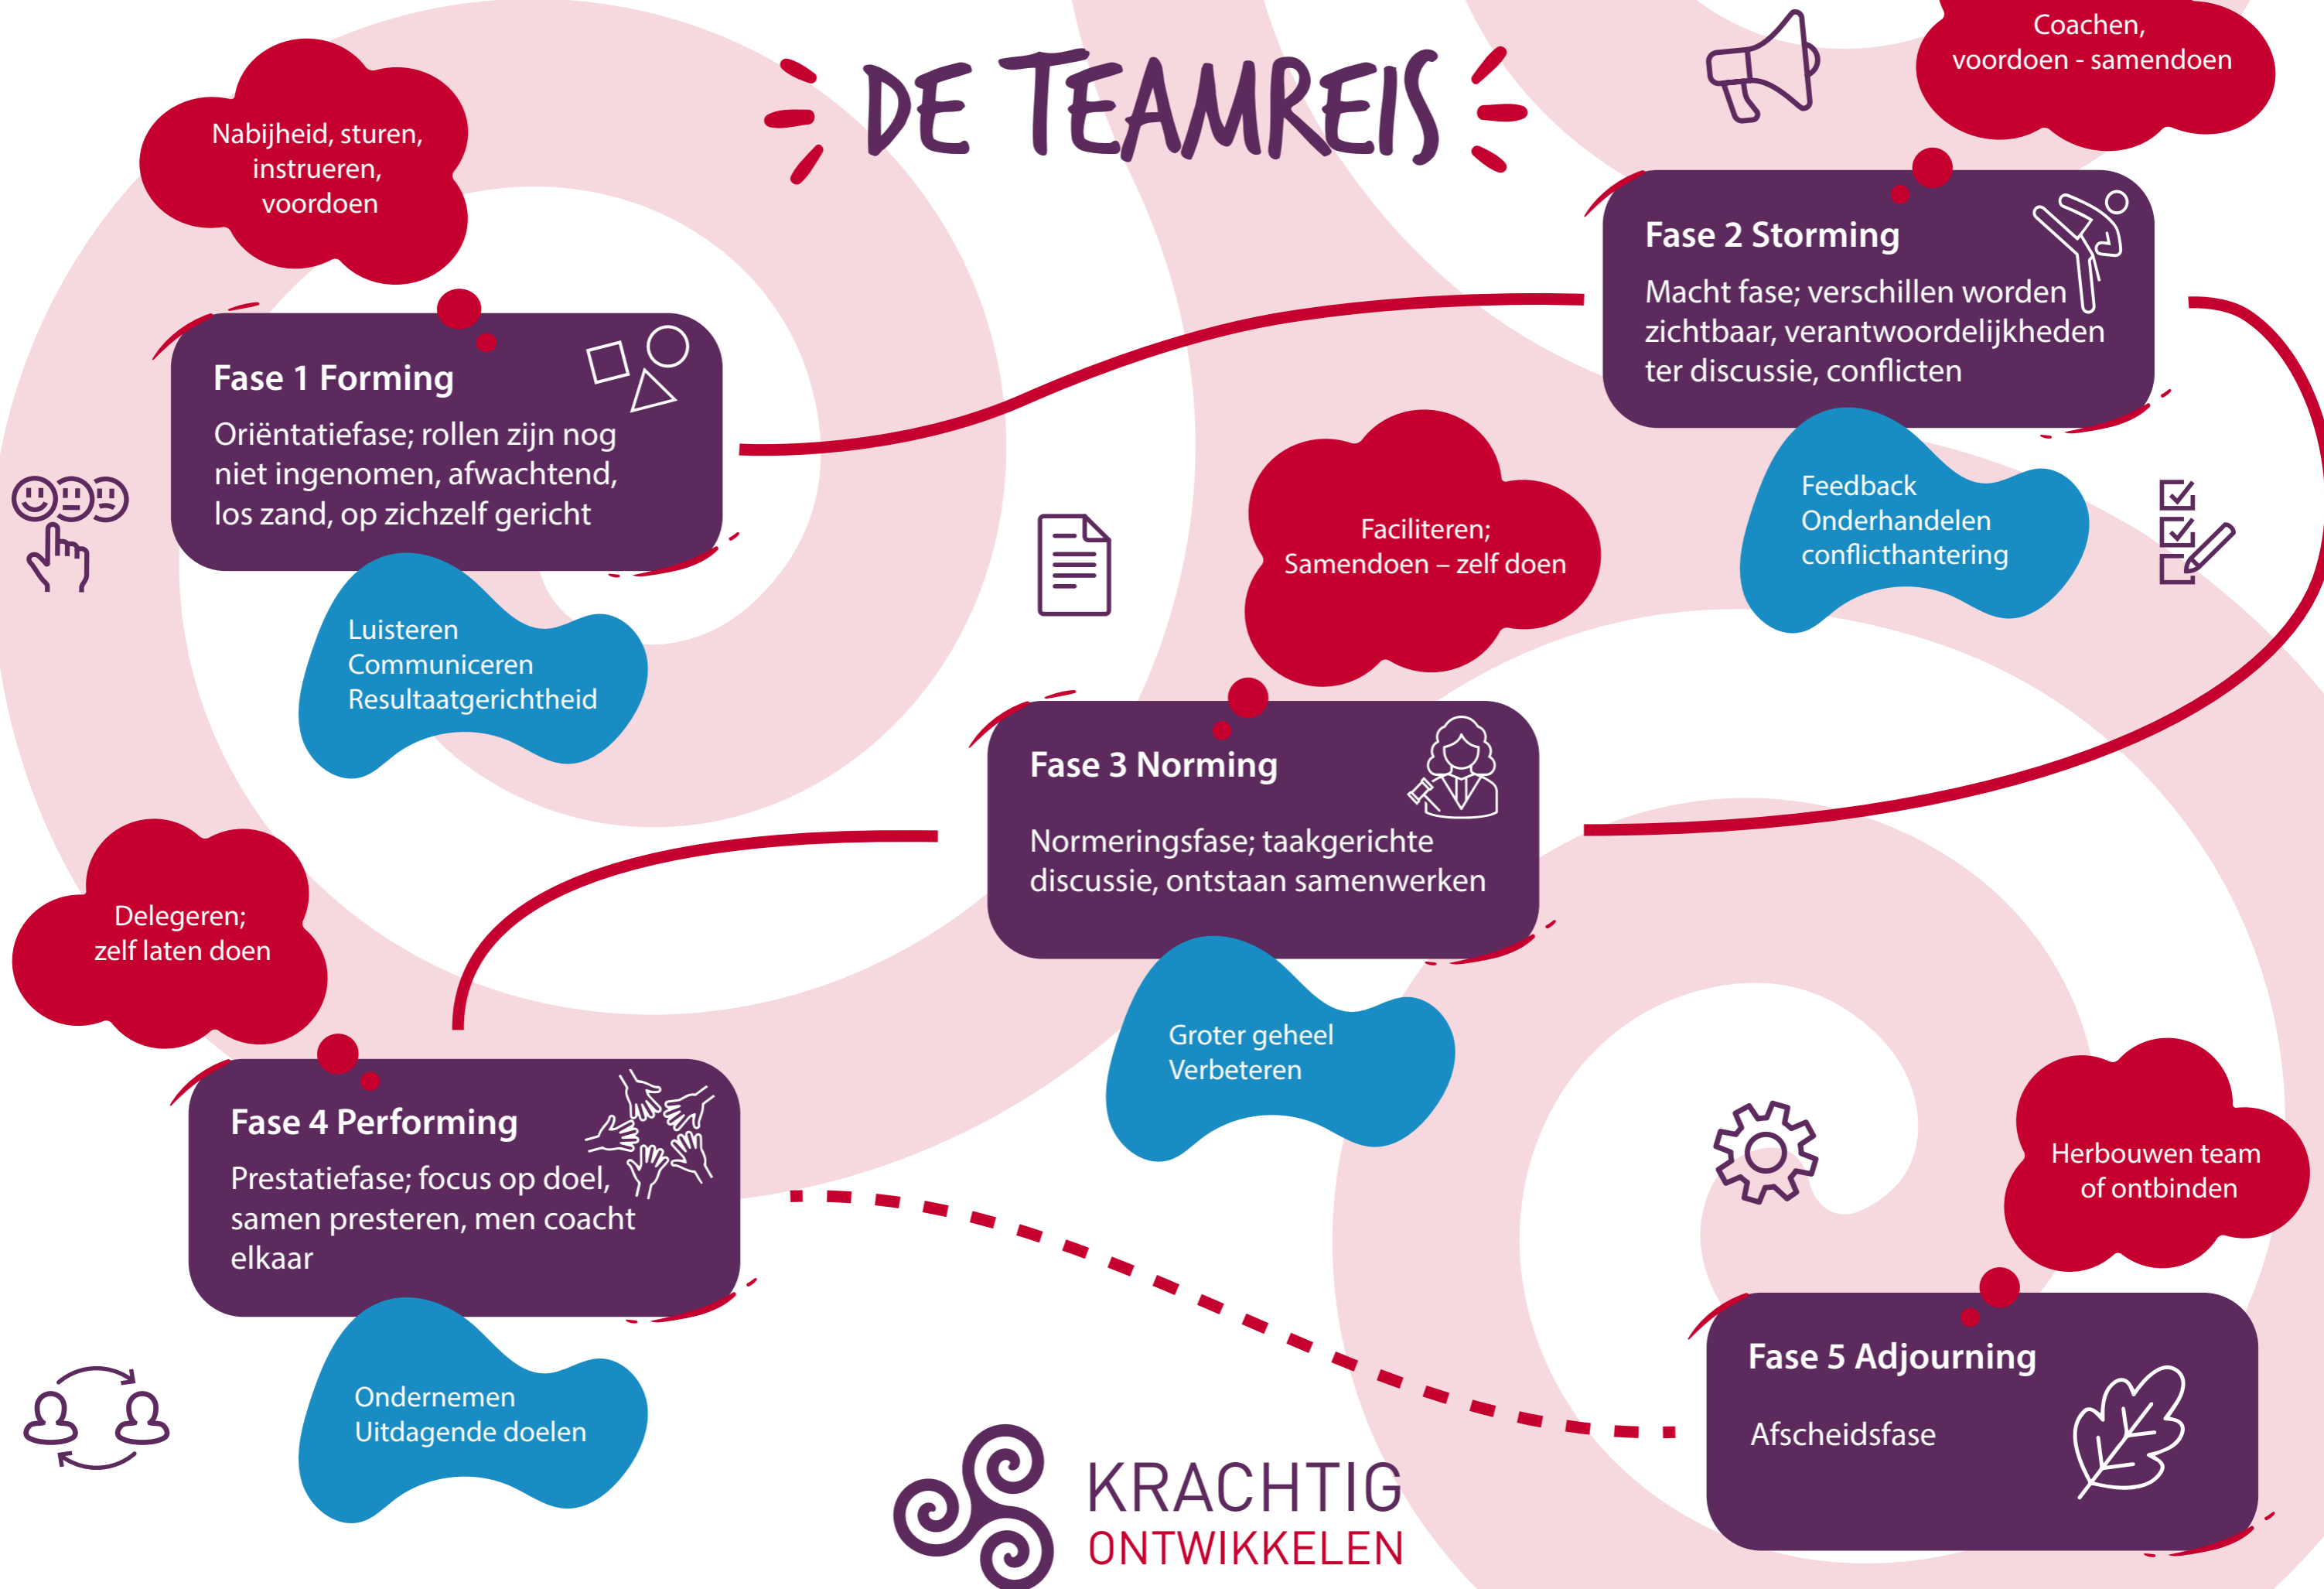 DE TEAMREIS
Nabijheid, sturen,
instrueren,
voordoen
Fase 1 Forming
Oriëntatiefase; rollen zijn nog
niet ingenomen, afwachtend,
los zand, op zichzelf gericht
Luisteren
Communiceren
Resultaatgerichtheid
Coachen,
voordoen - samendoen
Fase 2 Storming
Macht fase; verschillen worden
zichtbaar, verantwoordelijkheden
ter discussie, conflicten
Feedback
Onderhandelen
conflicthantering
Faciliteren;
Samendoen – zelf doen
Fase 3 Norming
Normeringsfase; taakgerichte
discussie, ontstaan samenwerken
Groter geheel
Verbeteren
Delegeren;
zelf laten doen
Fase 4 Performing
Prestatiefase; focus op doel,
samen presteren, men coacht
elkaar
Ondernemen
Uitdagende doelen
Herbouwen team
of ontbinden
Fase 5 Adjourning
Afscheidsfase
KRACHTIG
ONTWIKKELEN